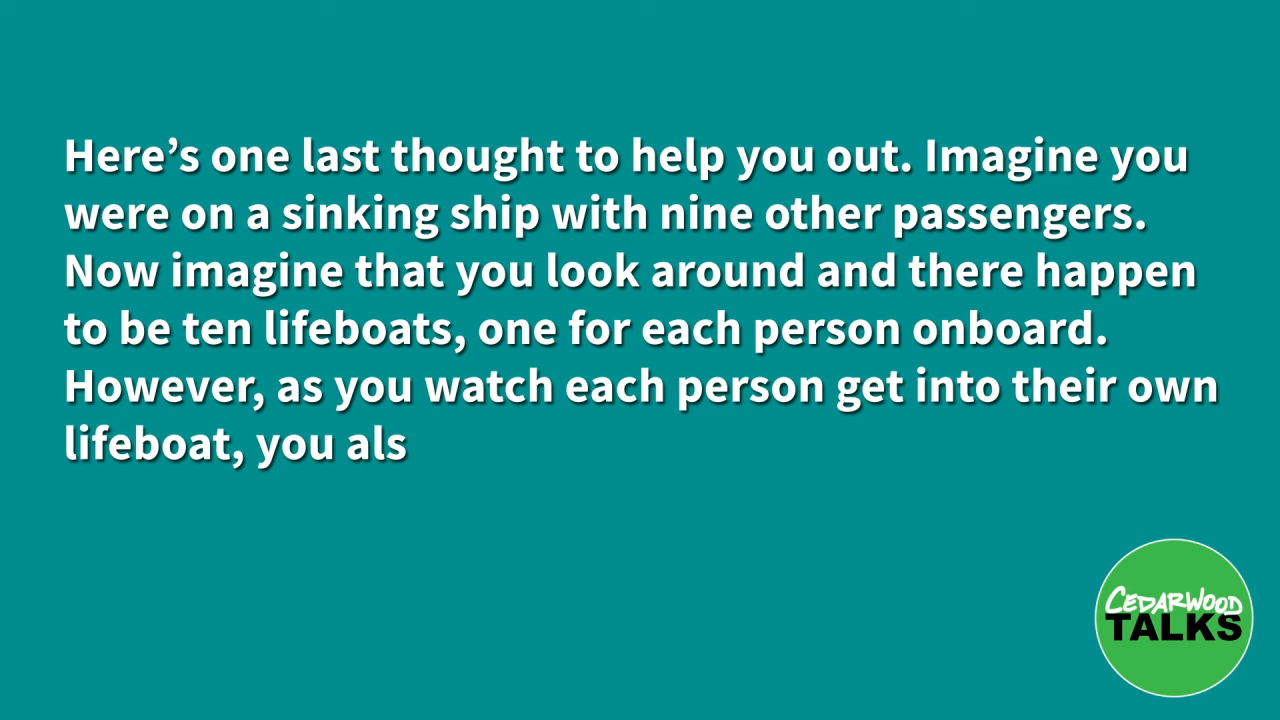 Here’s one last thought to help you out. Imagine you
were on a sinking ship with nine other passengers.
Now imagine that you look around and there happen
to be ten lifeboats, one for each person onboard.
However, as you watch each person get into their own
lifeboat, you als
CEDARWOOD
TALKS